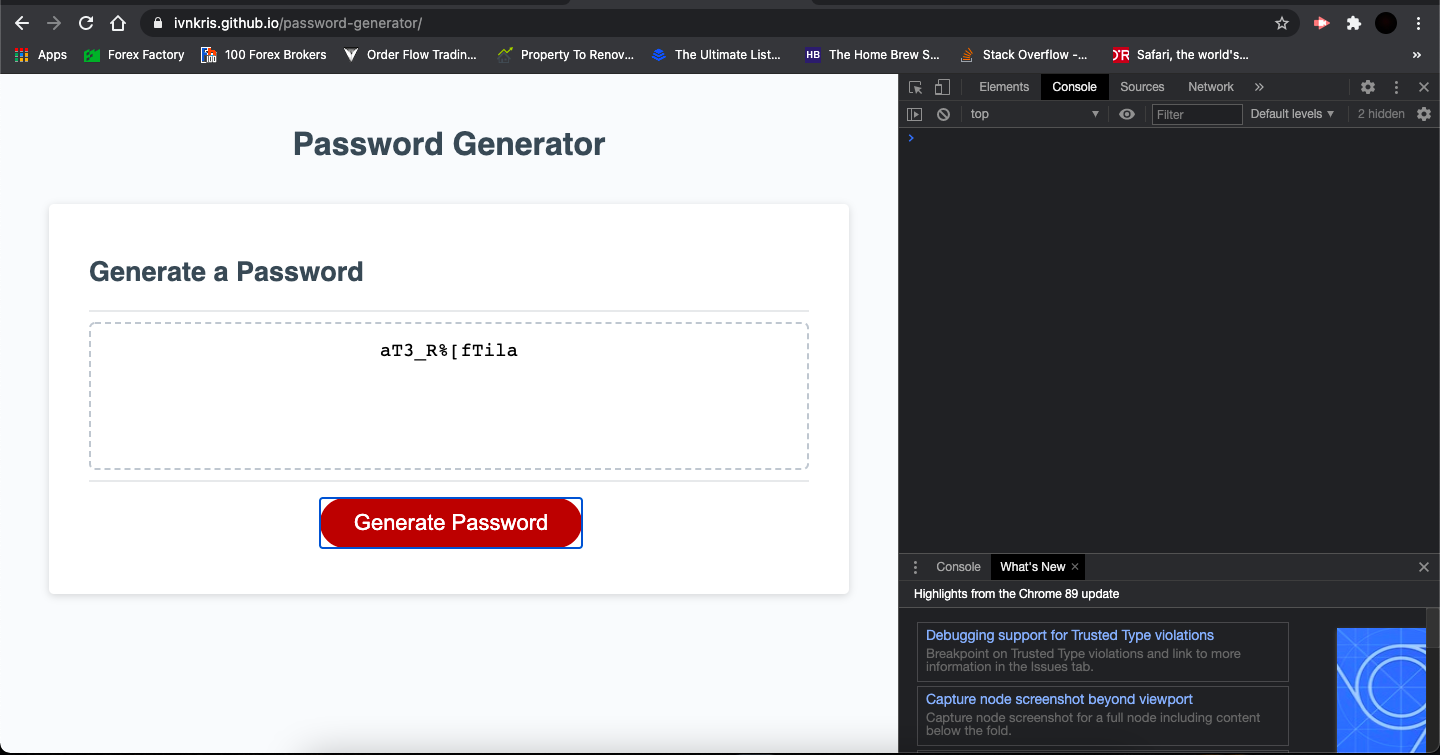 ivnkris.github.io/password-generator/
Apps Forex Factory 100 Forex Brokers Order Flow Tradin... Property To Renov... The Ultimate List... HB The Home Brew S... Stack Overflow -... Safari, the world's... »
Password Generator
Generate a Password
aT3_R%[fTila
Generate Password
Elements Console Sources Network »
top Filter Default levels 2 hidden
Console What's New
Highlights from the Chrome 89 update
Debugging support for Trusted Type violations
Breakpoint on Trusted Type violations and link to more
information in the Issues tab.
Capture node screenshot beyond viewport
Capture node screenshot for a full node including content
below the fold.